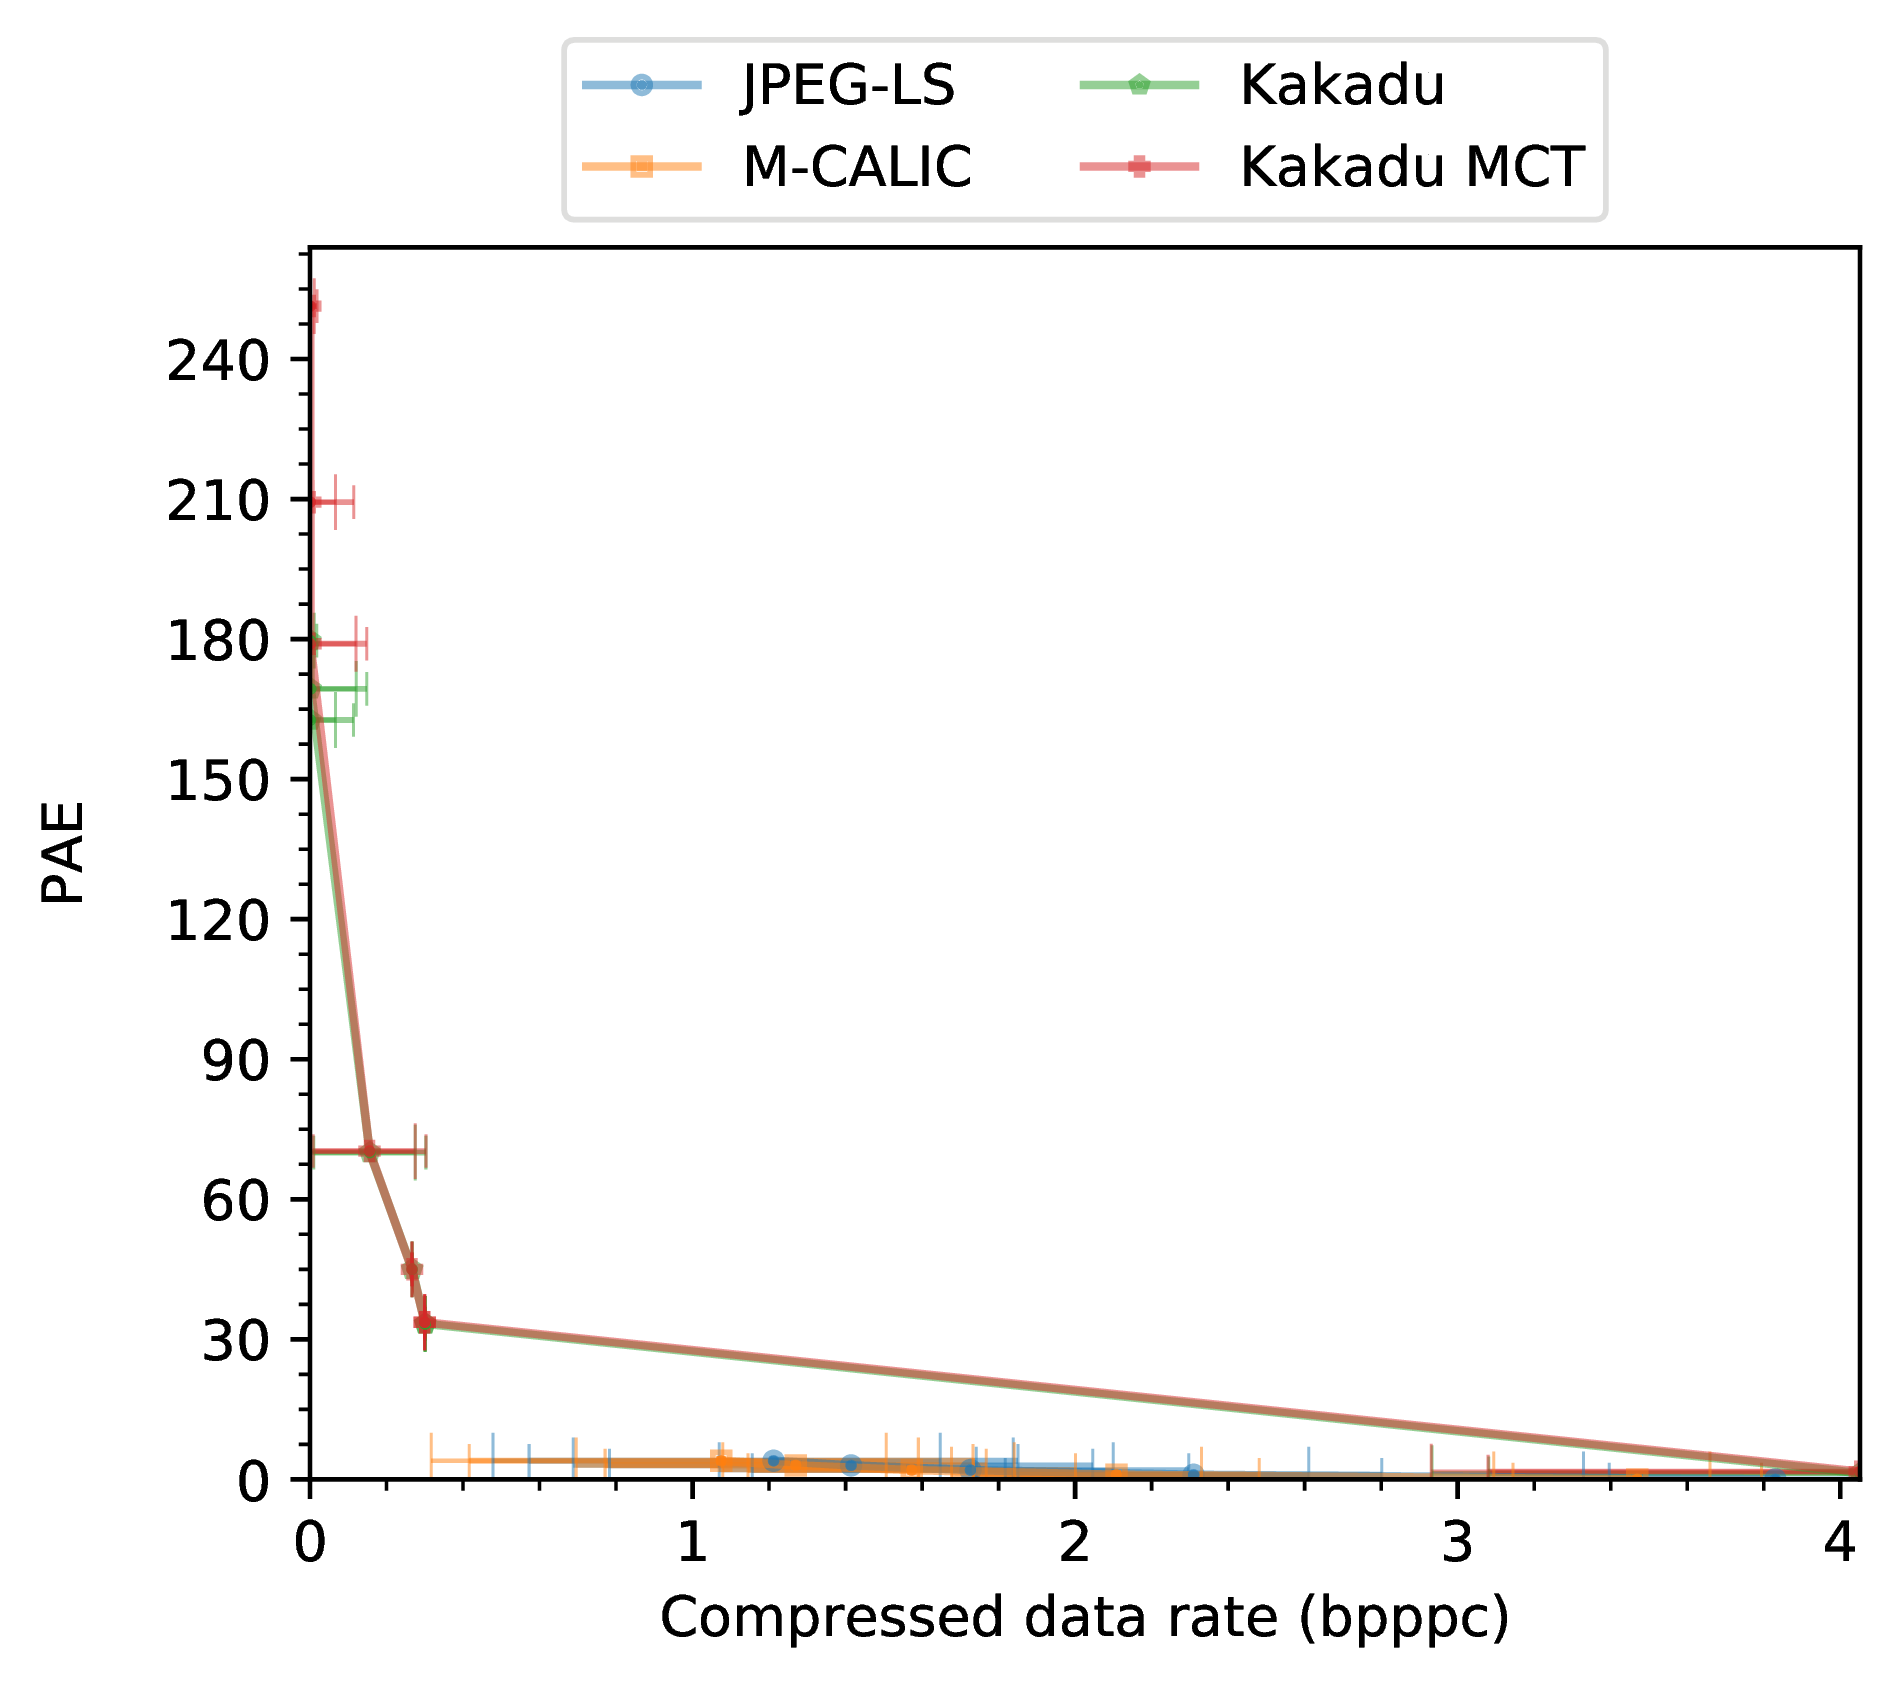 JPEG-LS Kakadu
M-CALIC Kakadu MCT
240
210
180
150
120
90
60
30
0
PAE
0 1 2 3 4
Compressed data rate (bpppc)